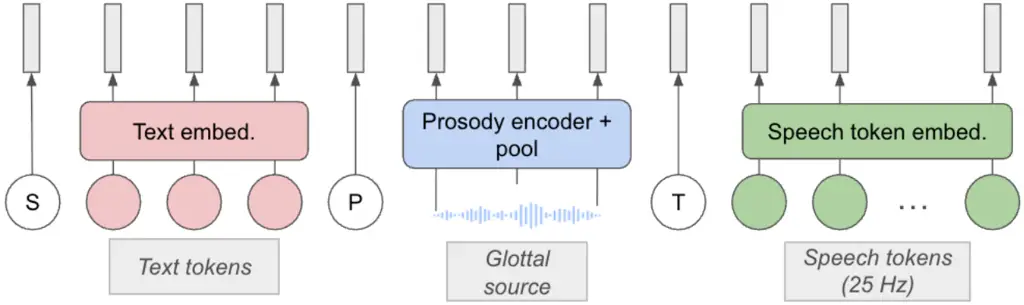 Text embed.
Prosody encoder +
pool
Speech token embed.
S
P
T
...
Text tokens
Glottal
source
Speech tokens
(25 Hz)